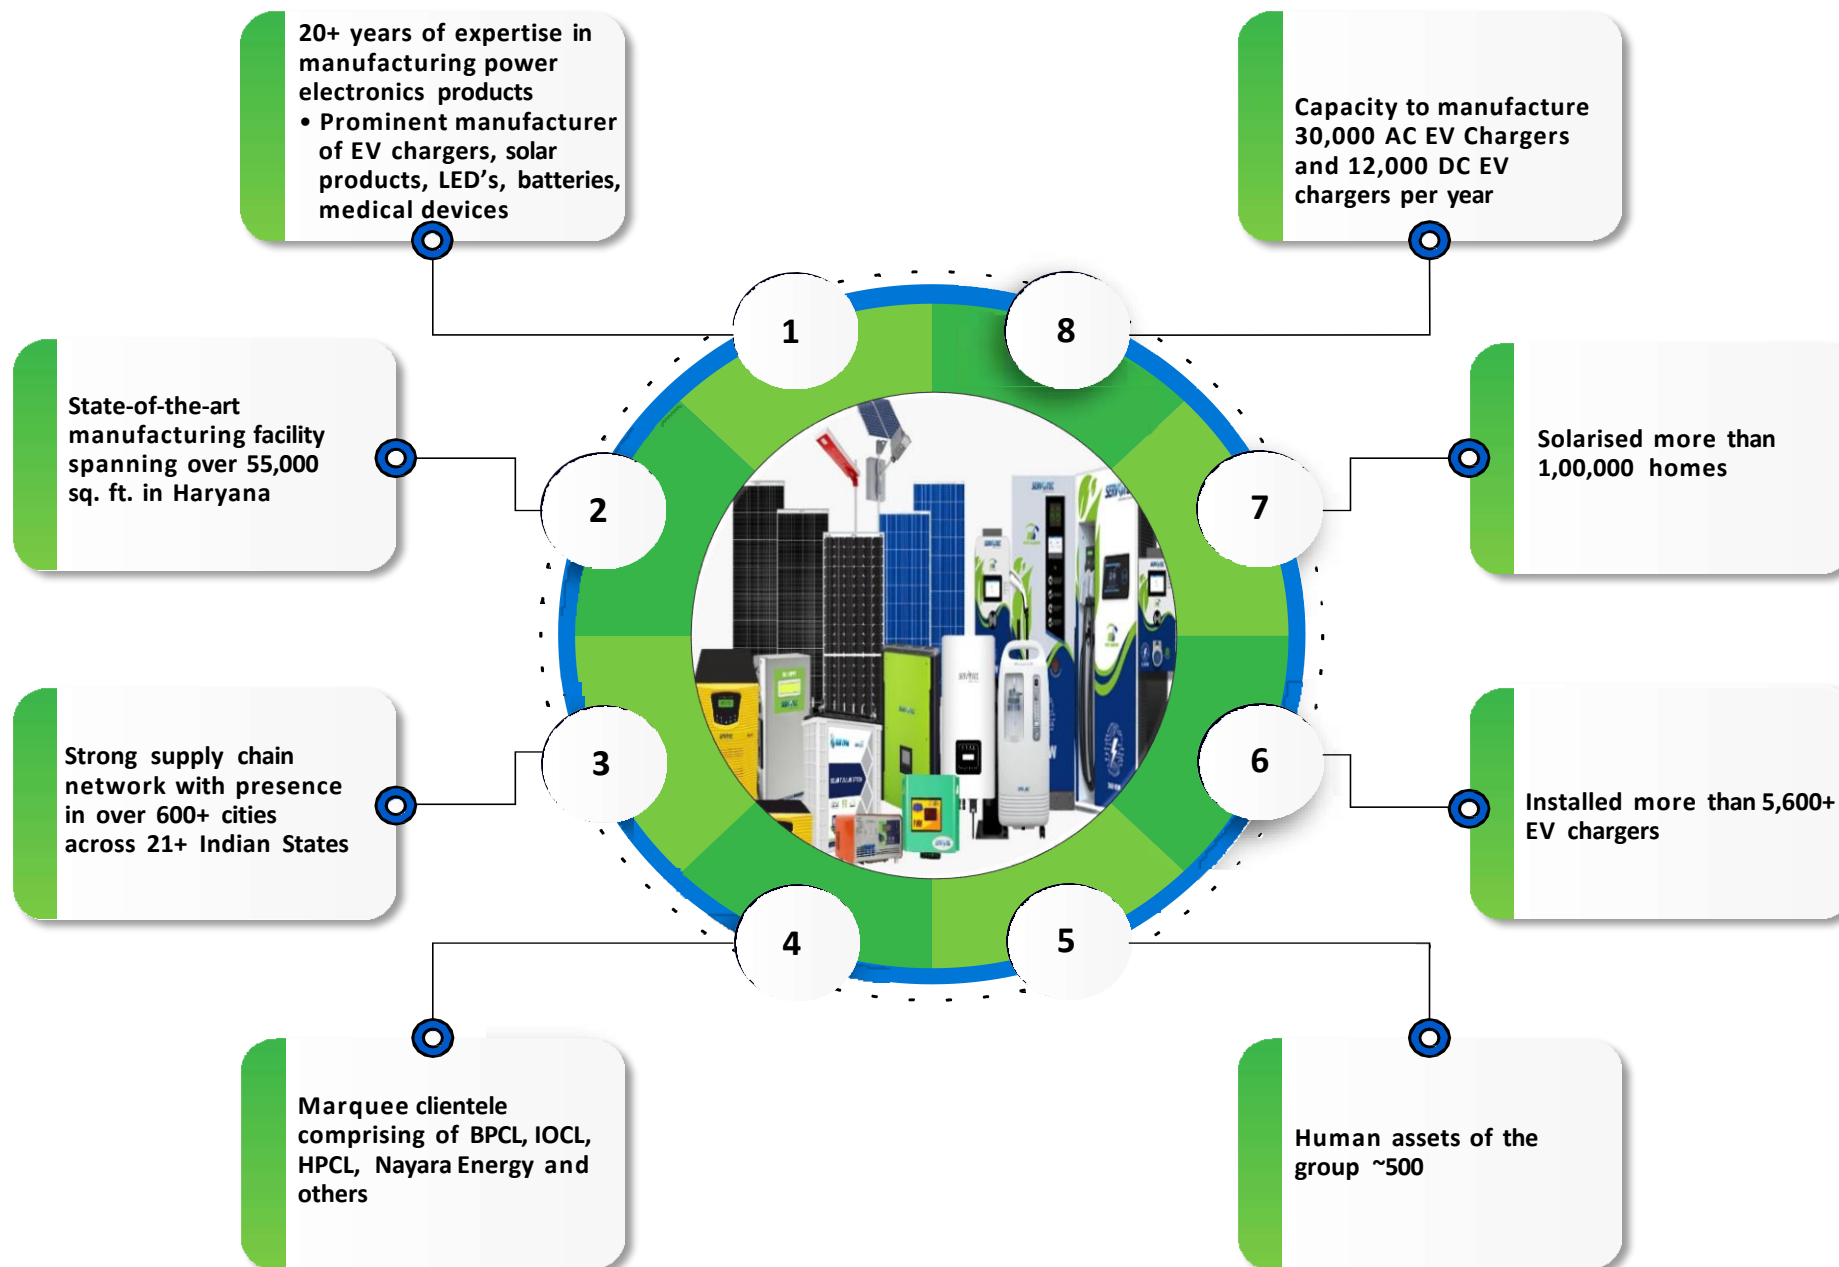 20+ years of expertise in
manufacturing power
electronics products
• Prominent manufacturer
of EV chargers, solar
products, LED’s, batteries,
medical devices
1
State-of-the-art
manufacturing facility
spanning over 55,000
sq. ft. in Haryana
2
Strong supply chain
network with presence
in over 600+ cities
across 21+ Indian States
3
Marquee clientele
comprising of BPCL, IOCL,
HPCL, Nayara Energy and
others
4
Human assets of the
group ~500
5
Installed more than 5,600+
EV chargers
6
Solarised more than
1,00,000 homes
7
Capacity to manufacture
30,000 AC EV Chargers
and 12,000 DC EV
chargers per year
8